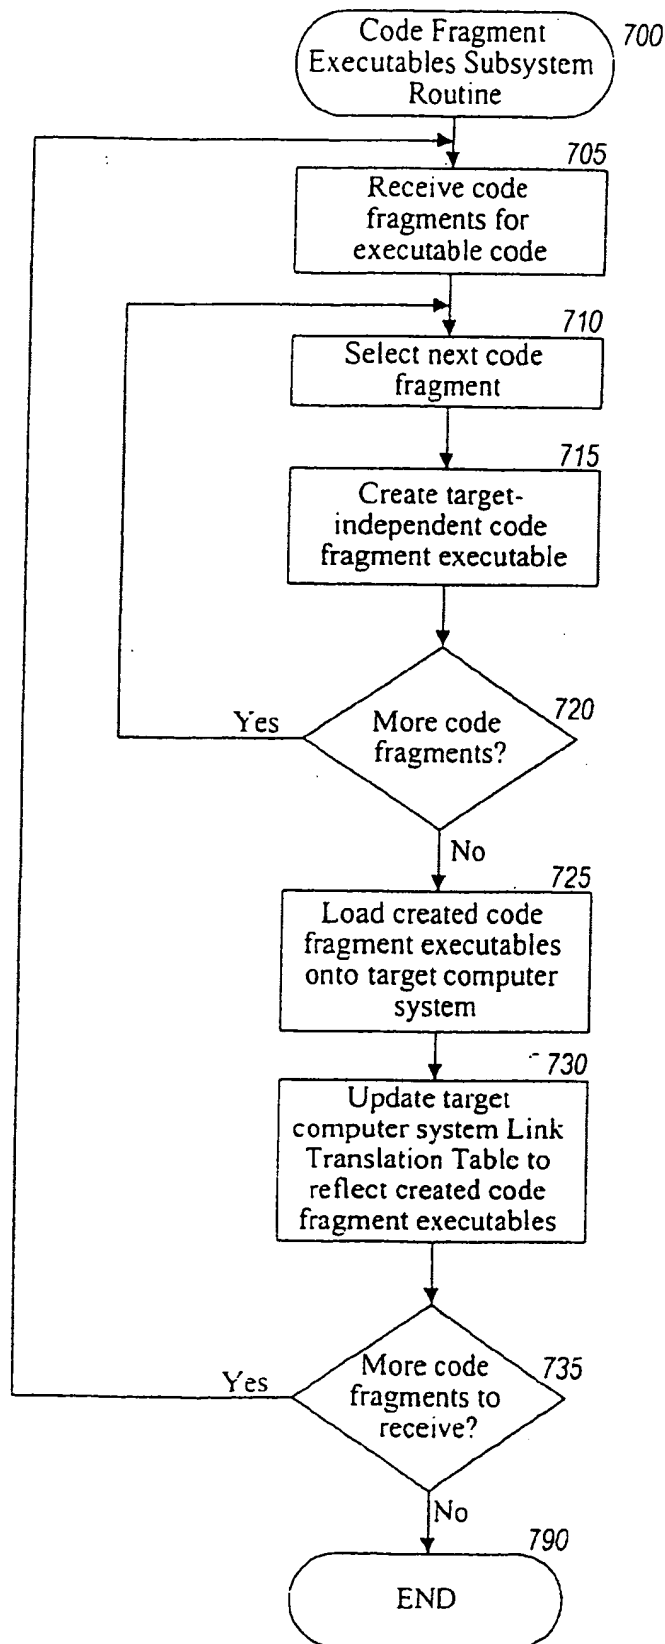 Code Fragment
Executables Subsystem
Routine
700
705
Receive code
fragments for
executable code
710
Select next code
fragment
715
Create target-
independent code
fragment executable
720
More code
fragments?
Yes
No
725
Load created code
fragment executables
onto target computer
system
730
Update target
computer system Link
Translation Table to
reflect created code
fragment executables
735
More code
fragments to
receive?
Yes
No
790
END